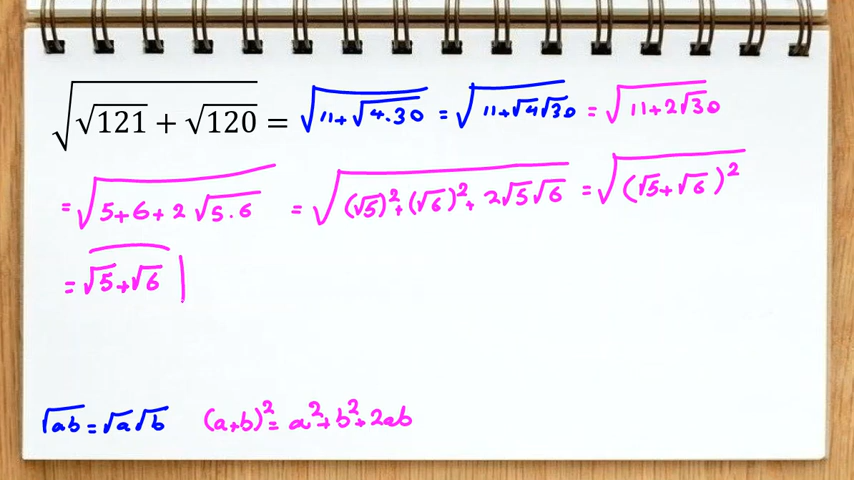 √(√121 + √120) = √(11+√(4.30)) = √(11+√4√30) = √(11+2√30)
= √(5+6+2√(5.6)) = √((√5)²+(√6)²+2√5√6) = √((√5+√6)²)
= √5+√6
√ab = √a√b (a+b)² = a²+b²+2ab